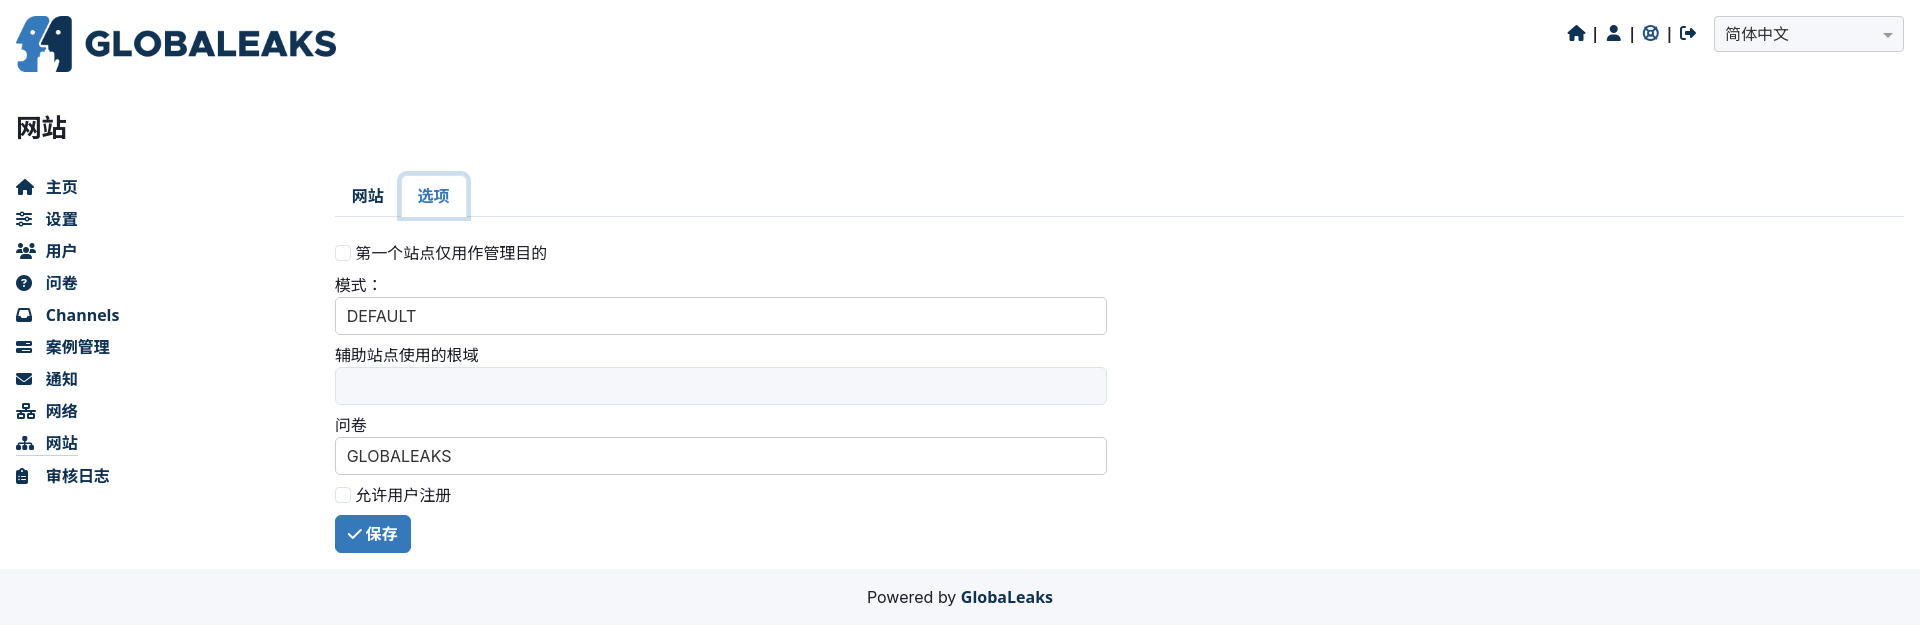 GLOBALEAKS
| | |
简体中文
网站
主页
设置
用户
问卷
Channels
案例管理
通知
网络
网站
审核日志
网站
选项
第一个站点仅用作管理目的
模式：
DEFAULT
辅助站点使用的根域
问卷
GLOBALEAKS
允许用户注册
保存
Powered by GlobaLeaks